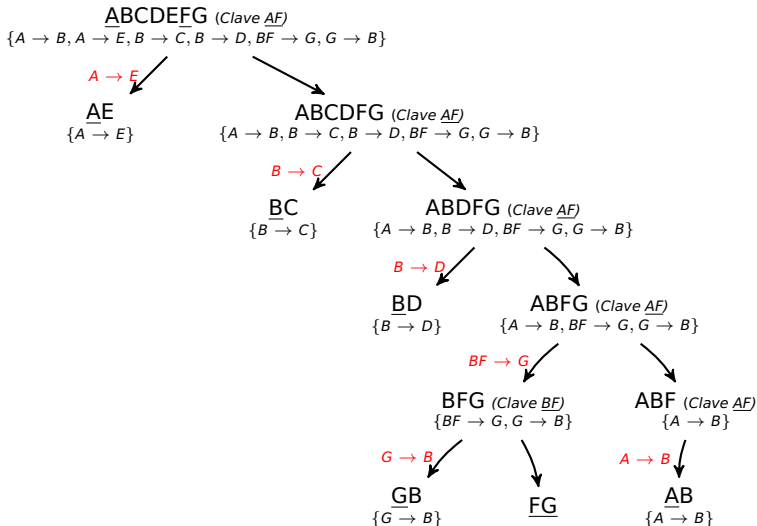 ABCDEFG (Clave AF)
{A → B, A → E, B → C, B → D, BF → G, G → B}
A → E
AE
{A → E}
ABCDFG (Clave AF)
{A → B, B → C, B → D, BF → G, G → B}
B → C
BC
{B → C}
ABDFG (Clave AF)
{A → B, B → D, BF → G, G → B}
B → D
BD
{B → D}
ABFG (Clave AF)
{A → B, BF → G, G → B}
BF → G
BFG (Clave BF)
{BF → G, G → B}
ABF (Clave AF)
{A → B}
G → B
GB
{G → B}
FG
A → B
AB
{A → B}